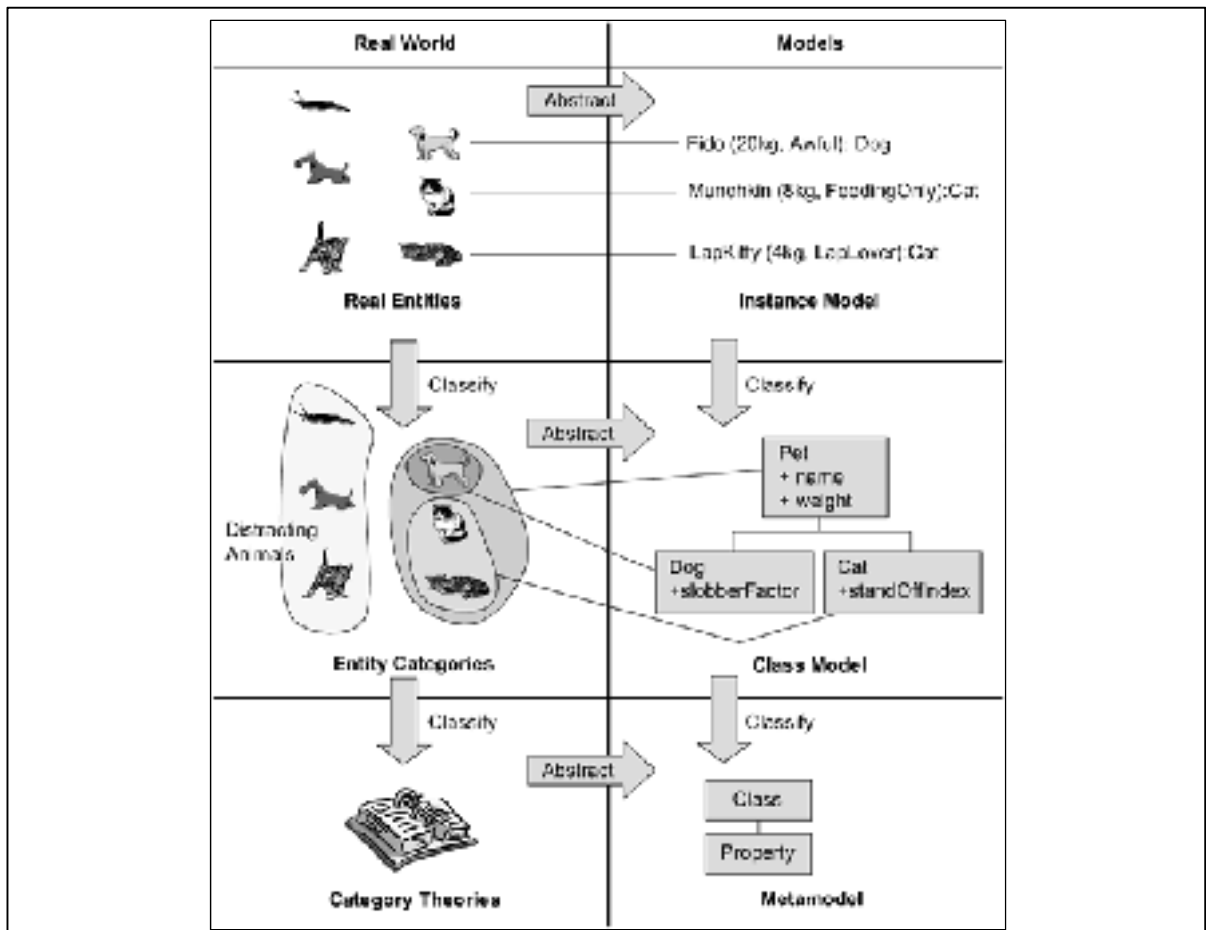 Real World
Models
Abstract
Fido (20kg, Awful): Dog
Munchkin (8kg, FeedingOnly):Cat
LapKitty (4kg, LapLover):Cat
Real Entities
Instance Model
Classify
Classify
Abstract
Pet
+ name
+ weight
Distracting
Animals
Dog
+slobberFactor
Cat
+standOffIndex
Entity Categories
Class Model
Classify
Classify
Abstract
Class
Property
Category Theories
Metamodel